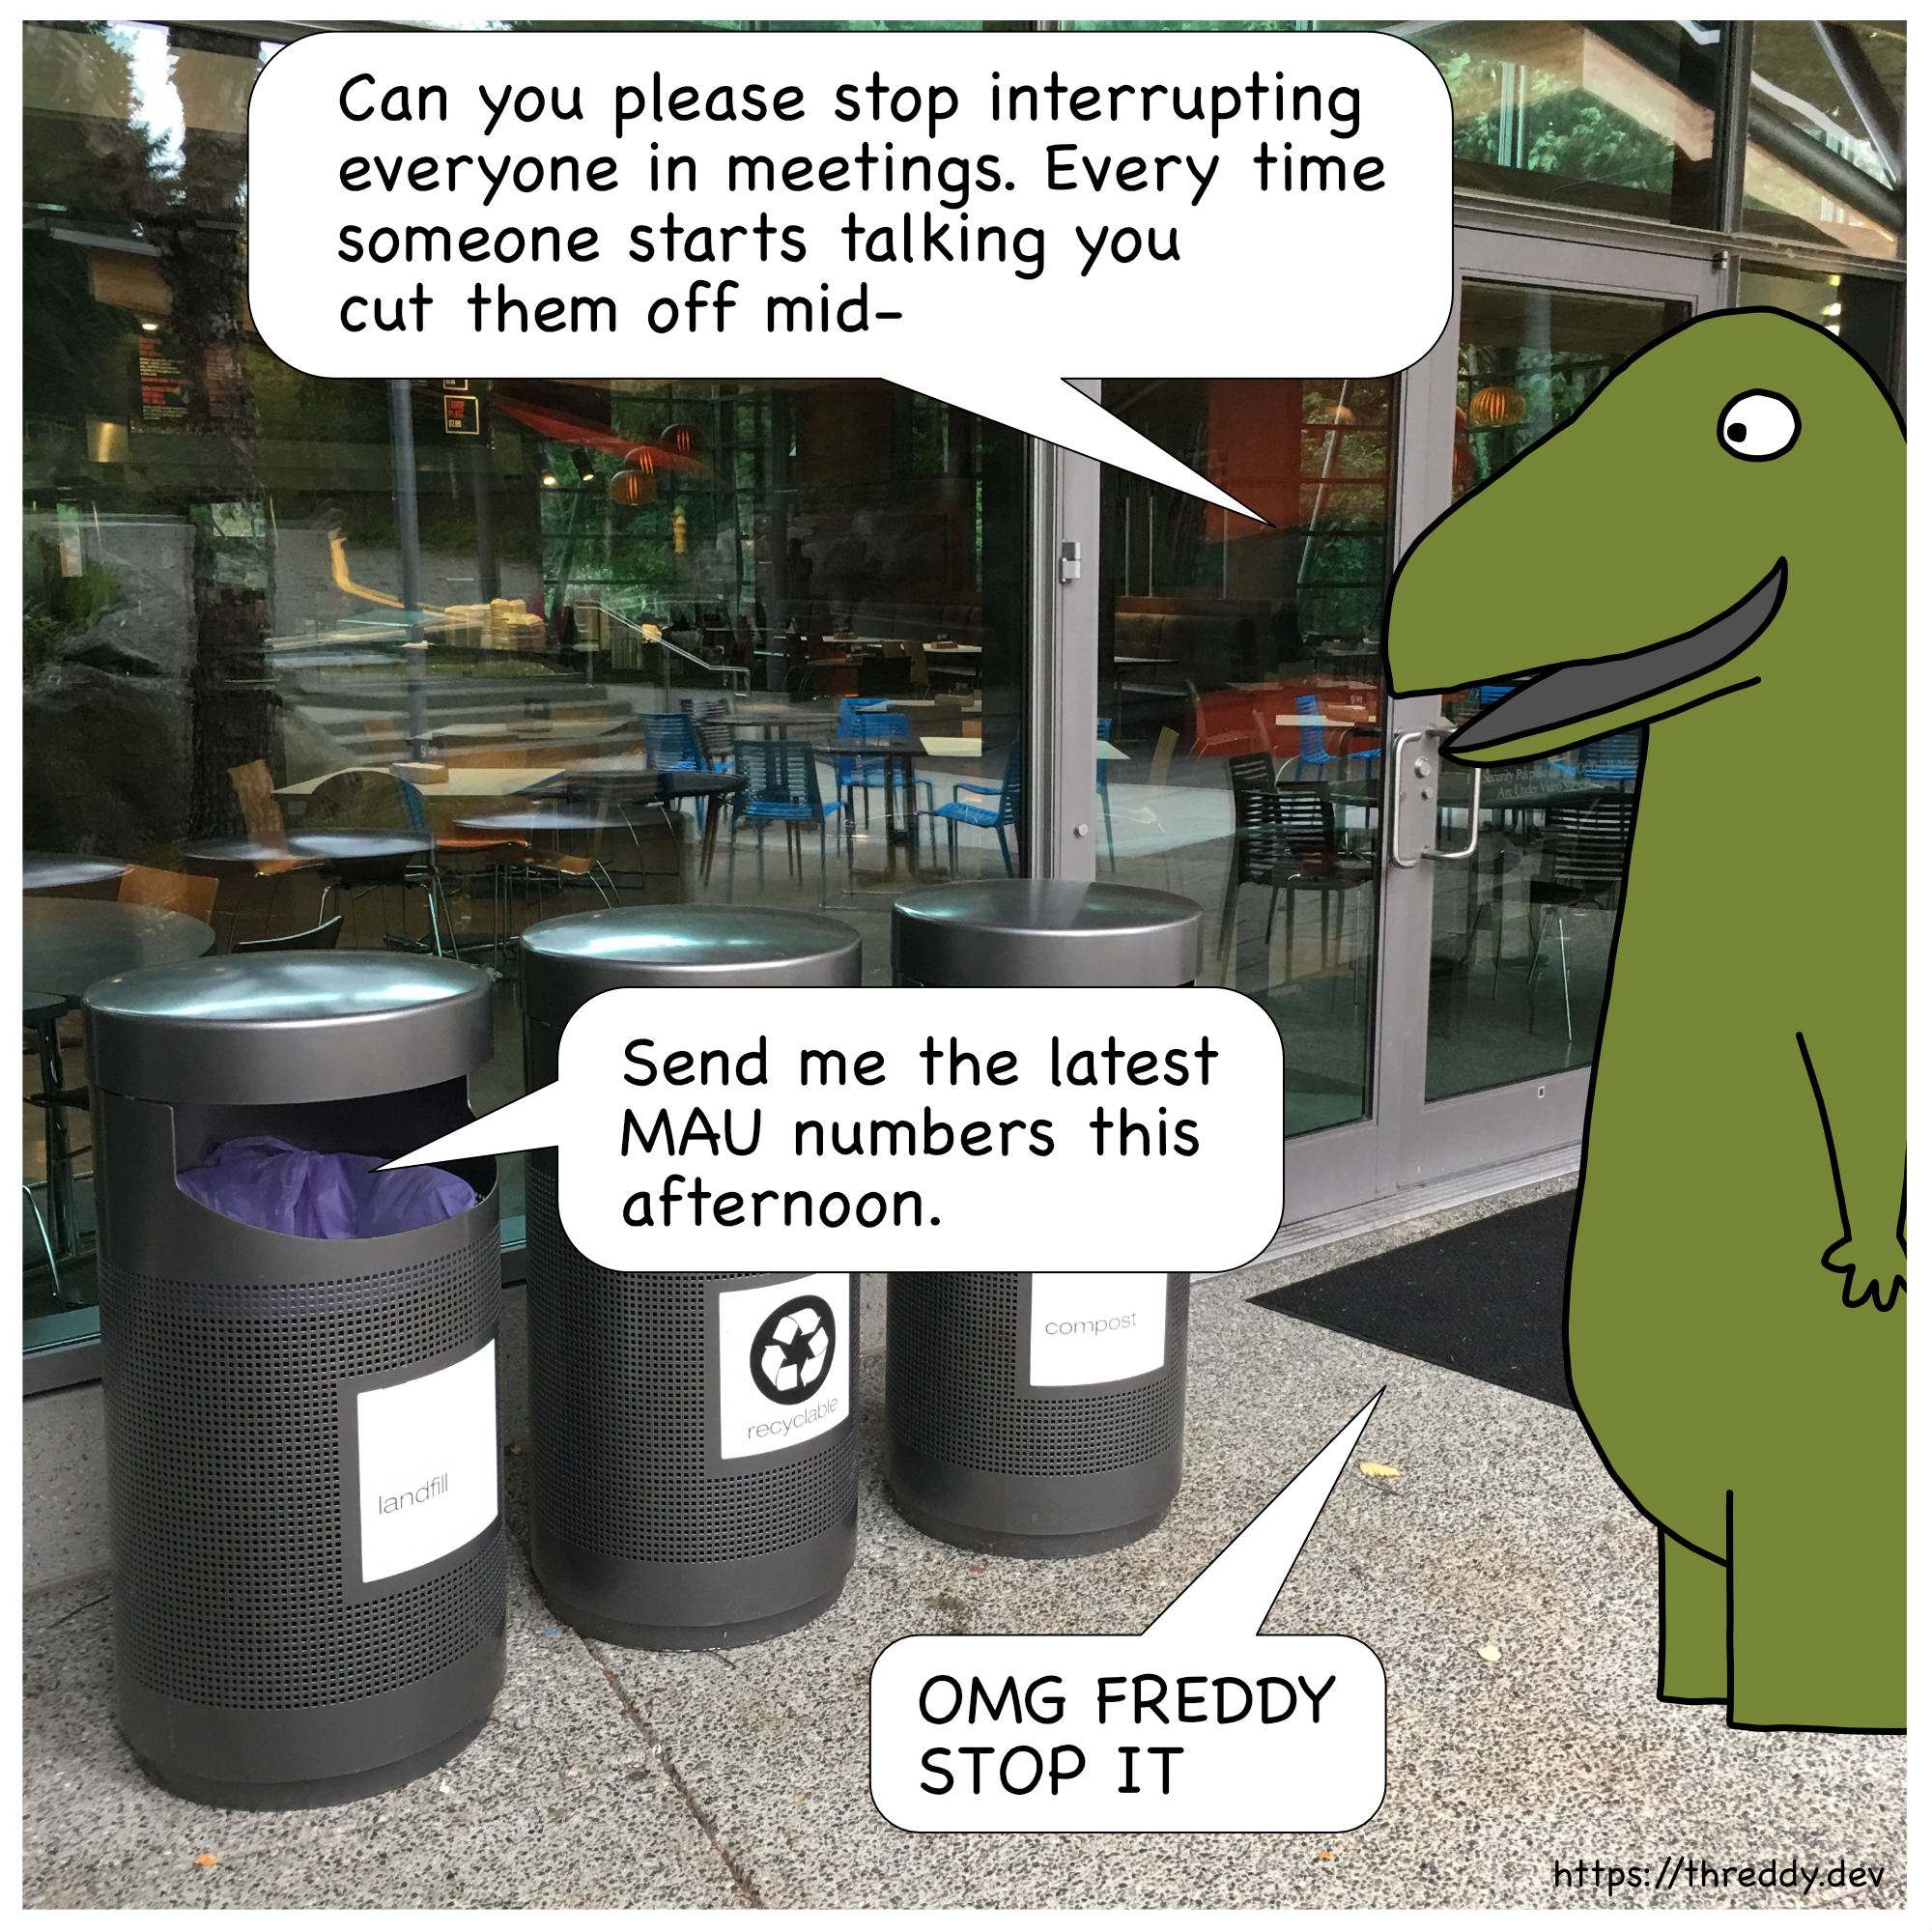 Can you please stop interrupting
everyone in meetings. Every time
someone starts talking you
cut them off mid-
Send me the latest
MAU numbers this
afternoon.
recyclable
compost
landfill
OMG FREDDY
STOP IT
https://threddy.dev